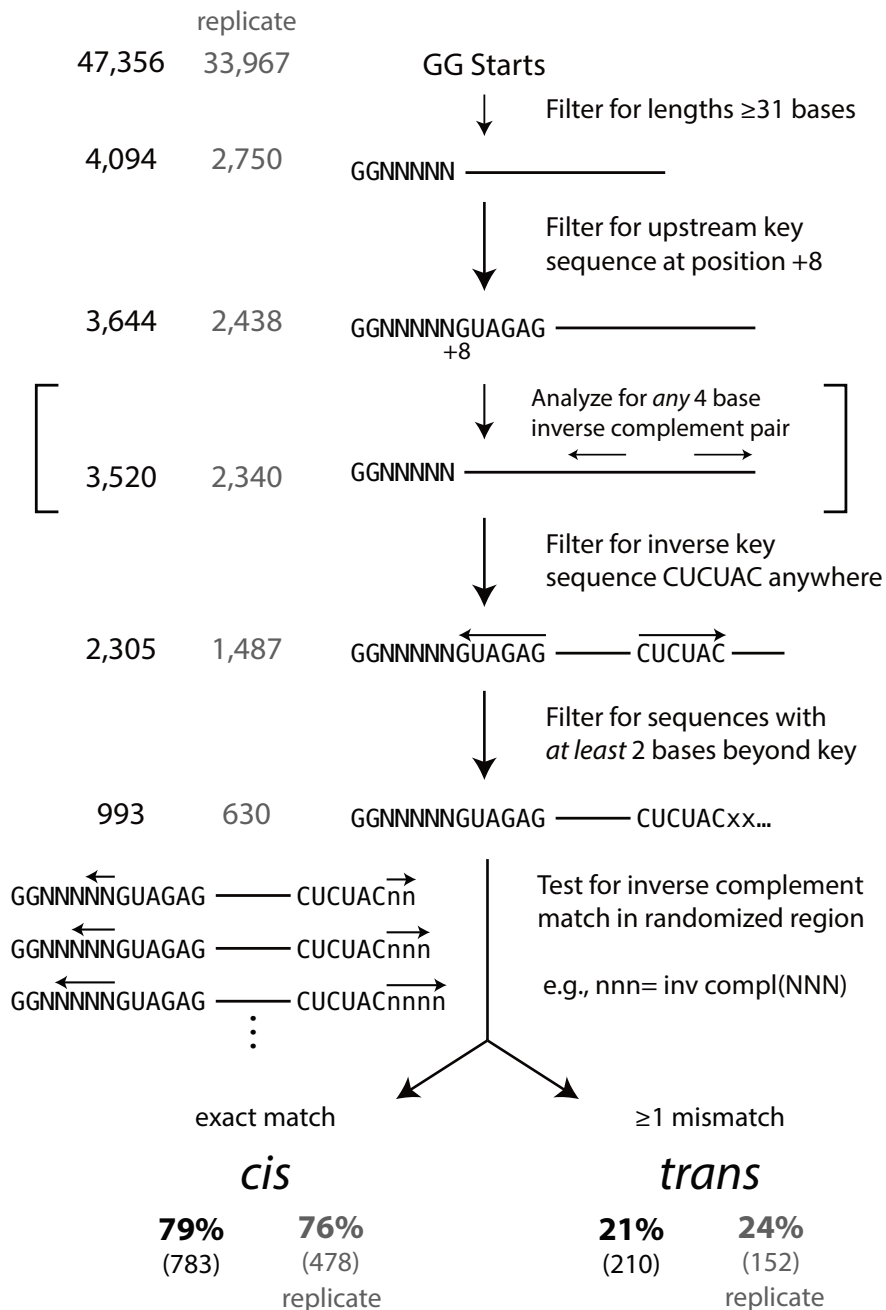 replicate
47,356 33,967 GG Starts
Filter for lengths ≥31 bases
4,094 2,750 GGNNNNN
Filter for upstream key
sequence at position +8
3,644 2,438 GGNNNNNGUAGAG
+8
Analyze for any 4 base
inverse complement pair
3,520 2,340 GGNNNNN
Filter for inverse key
sequence CUCUAC anywhere
2,305 1,487 GGNNNNNGUAGAG CUCUAC
Filter for sequences with
at least 2 bases beyond key
993 630 GGNNNNNGUAGAG CUCUACxx…
GGNNNNNGUAGAG CUCUACnn
GGNNNNNGUAGAG CUCUACnnn
GGNNNNNGUAGAG CUCUACnnnn
Test for inverse complement
match in randomized region
e.g., nnn= inv compl(NNN)
exact match ≥1 mismatch
cis trans
79% 76% 21% 24%
(783) (478) (210) (152)
replicate replicate